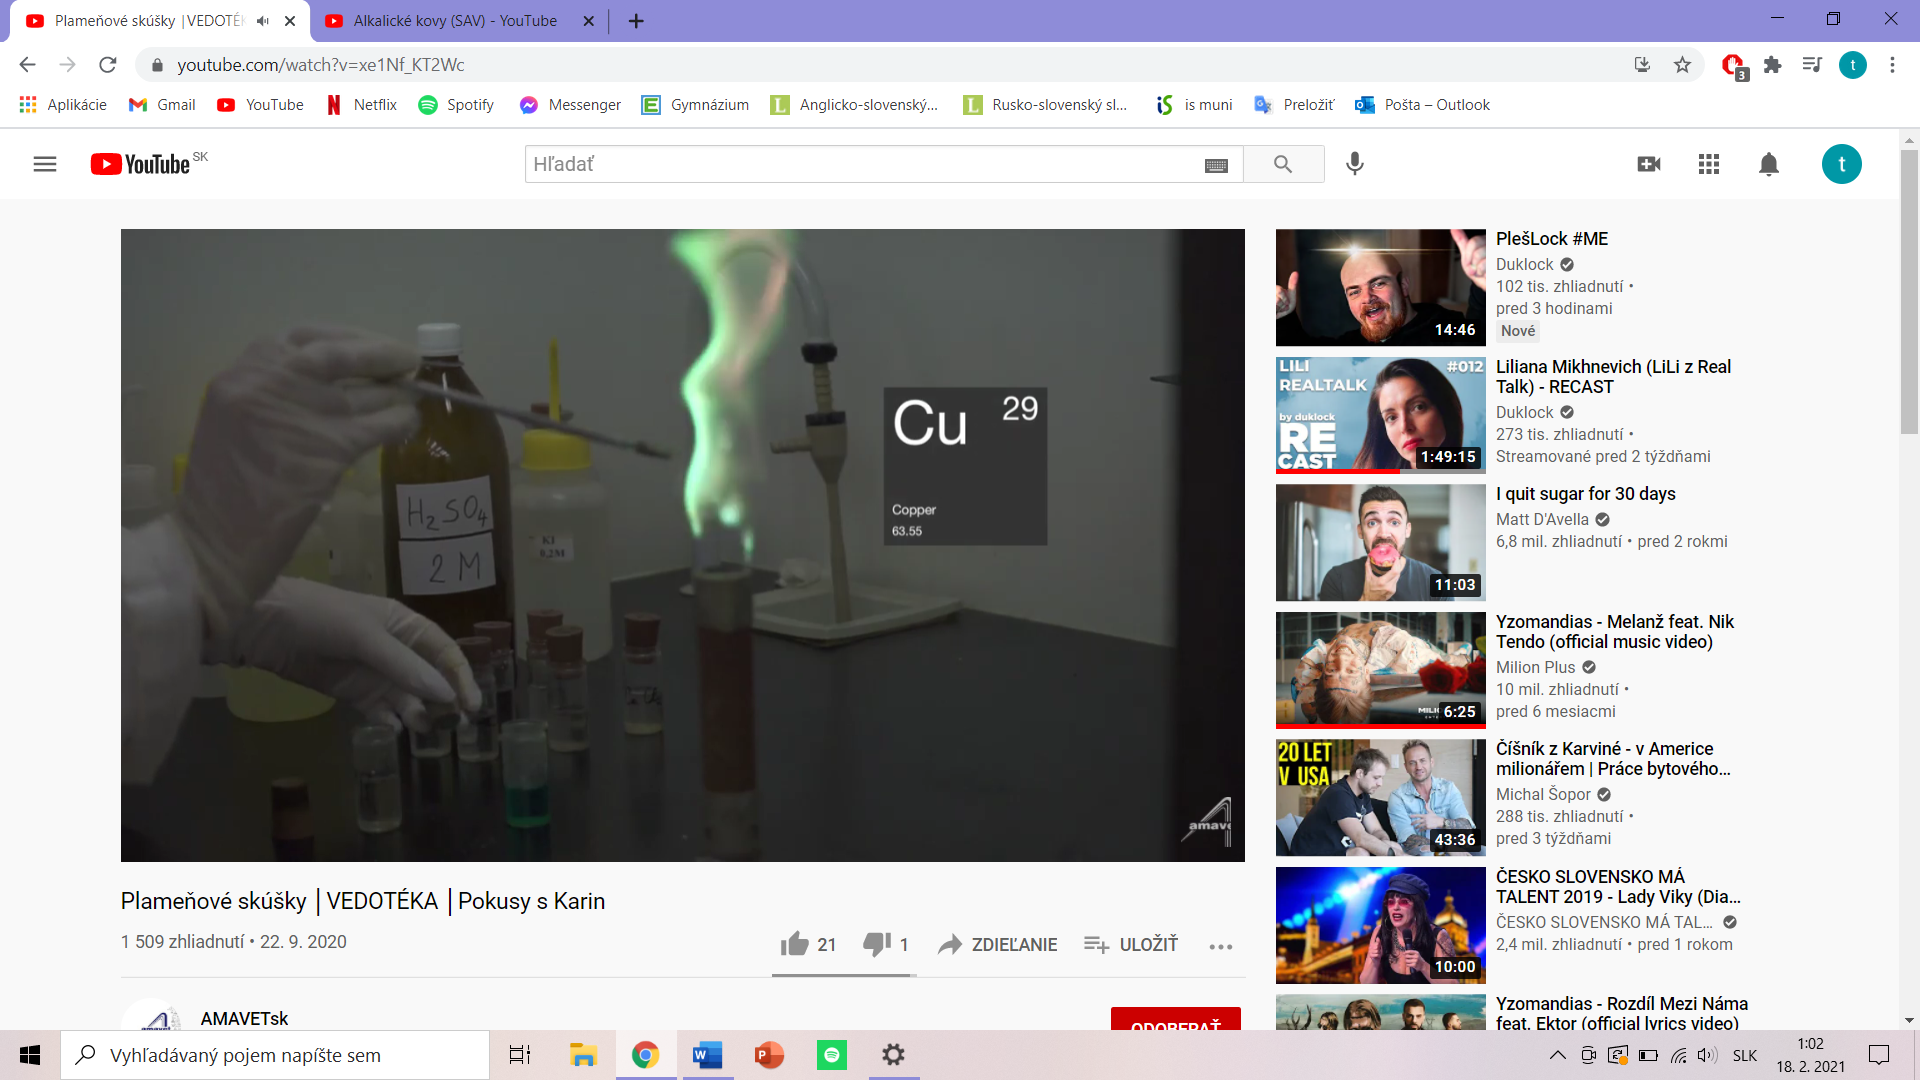 Plameňové skúšky │VEDOTÉK
Alkalické kovy (SAV) - YouTube
youtube.com/watch?v=xe1Nf_KT2Wc
3
t
Aplikácie
Gmail
YouTube
Netflix
Spotify
Messenger
Gymnázium
Anglicko-slovenský...
Rusko-slovenský sl...
is muni
Preložiť
Pošta – Outlook
YouTube SK
Hľadať
t
Cu 29
Copper
63.55
H2SO4
2 M
KI
0,2M
amavet
Plameňové skúšky │VEDOTÉKA │Pokusy s Karin
1 509 zhliadnutí • 22. 9. 2020
21
1
ZDIEĽANIE
ULOŽIŤ
AMAVETsk
ODOBERAŤ
14:46
PlešLock #ME
Duklock
102 tis. zhliadnutí •
pred 3 hodinami
Nové
LILI
REALTALK
#012
by duklock
RE
CAST
1:49:15
Liliana Mikhnevich (LiLi z Real
Talk) - RECAST
Duklock
273 tis. zhliadnutí •
Streamované pred 2 týždňami
11:03
I quit sugar for 30 days
Matt D'Avella
6,8 mil. zhliadnutí • pred 2 rokmi
6:25
Yzomandias - Melanž feat. Nik
Tendo (official music video)
Milion Plus
10 mil. zhliadnutí •
pred 6 mesiacmi
20 LET
V USA
43:36
Číšník z Karviné - v Americe
milionářem | Práce bytového...
Michal Šopor
288 tis. zhliadnutí •
pred 3 týždňami
10:00
ČESKO SLOVENSKO MÁ
TALENT 2019 - Lady Viky (Dia...
ČESKO SLOVENSKO MÁ TAL...
2,4 mil. zhliadnutí • pred 1 rokom
Yzomandias - Rozdíl Mezi Náma
feat. Ektor (official lyrics video)
Vyhľadávaný pojem napíšte sem
SLK
1:02
18. 2. 2021